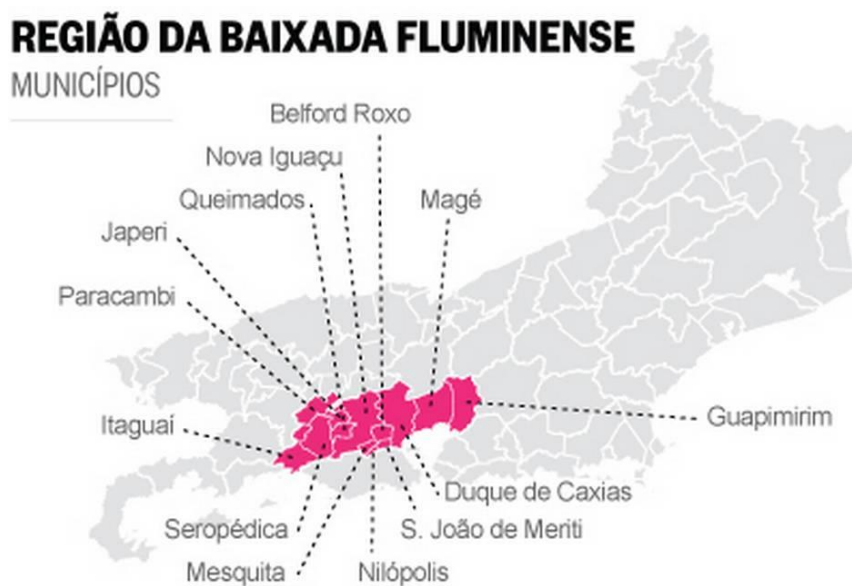 REGIÃO DA BAIXADA FLUMINENSE
MUNICÍPIOS
Belford Roxo
Nova Iguaçu
Queimados
Magé
Japeri
Paracambi
Itaguaí
Guapimirim
Duque de Caxias
Seropédica
S. João de Meriti
Mesquita
Nilópolis